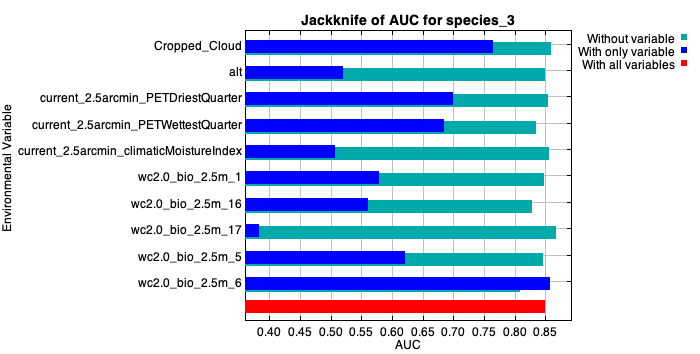 Jackknife of AUC for species_3
Without variable
With only variable
With all variables
Environmental Variable
Cropped_Cloud
alt
current_2.5arcmin_PETDriestQuarter
current_2.5arcmin_PETWettestQuarter
current_2.5arcmin_climaticMoistureIndex
wc2.0_bio_2.5m_1
wc2.0_bio_2.5m_16
wc2.0_bio_2.5m_17
wc2.0_bio_2.5m_5
wc2.0_bio_2.5m_6
0.40 0.45 0.50 0.55 0.60 0.65 0.70 0.75 0.80 0.85
AUC